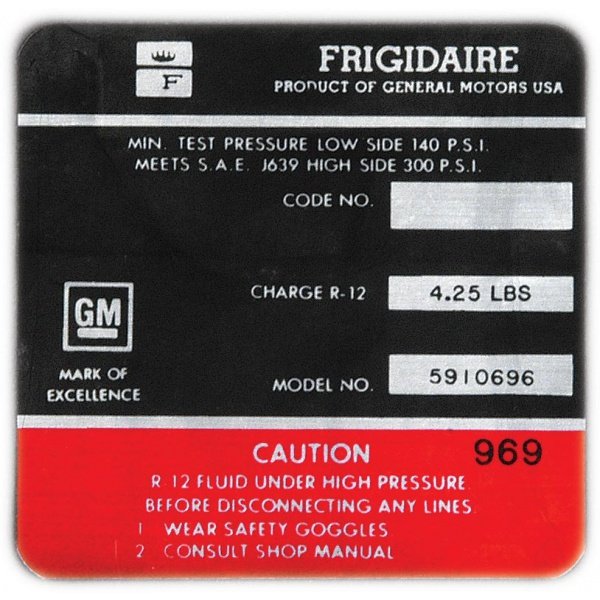 F
FRIGIDAIRE
PRODUCT OF GENERAL MOTORS USA
MIN. TEST PRESSURE LOW SIDE 140 P.S.I.
MEETS S.A.E. J639 HIGH SIDE 300 P.S.I.
CODE NO.
CHARGE R-12 4.25 LBS
GM
MARK OF
EXCELLENCE
MODEL NO. 5910696
CAUTION 969
R-12 FLUID UNDER HIGH PRESSURE
BEFORE DISCONNECTING ANY LINES
1 WEAR SAFETY GOGGLES
2 CONSULT SHOP MANUAL